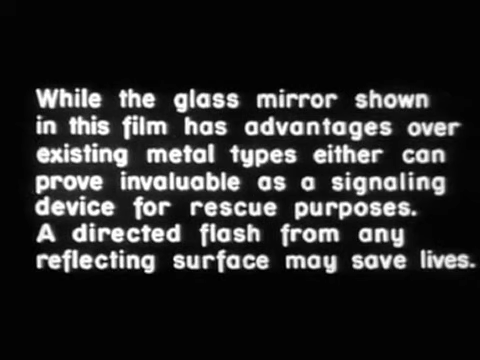 While the glass mirror shown
in this film has advantages over
existing metal types either can
prove invaluable as a signaling
device for rescue purposes.
A directed flash from any
reflecting surface may save lives.